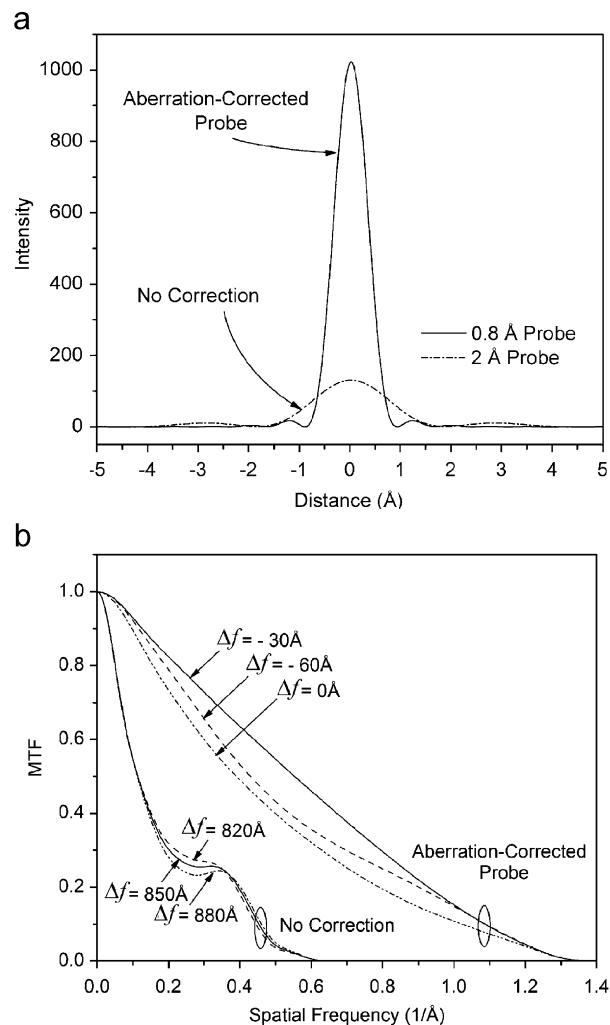 a
1000
800
600
400
200
0
Intensity
Aberration-Corrected
Probe
No Correction
0.8 Å Probe
2 Å Probe
-5 -4 -3 -2 -1 0 1 2 3 4 5
Distance (Å)
b
1.0
0.8
0.6
0.4
0.2
0.0
MTF
Δf = - 30Å
Δf = - 60Å
Δf = 0Å
Δf = 820Å
Δf = 850Å
Δf = 880Å
Aberration-Corrected
Probe
No Correction
0.0 0.2 0.4 0.6 0.8 1.0 1.2 1.4
Spatial Frequency (1/Å)